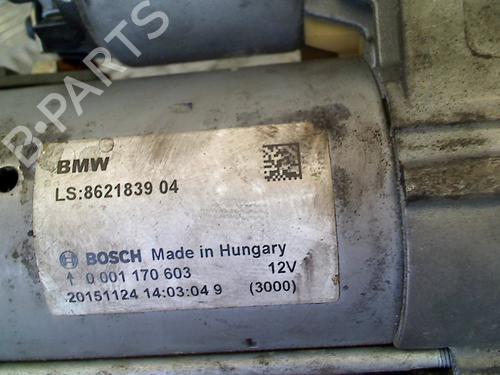 B-PARTS
BMW
LS:8621839 04
BOSCH Made in Hungary
↑ 0 001 170 603 12V
20151124 14:03:04 9 (3000)